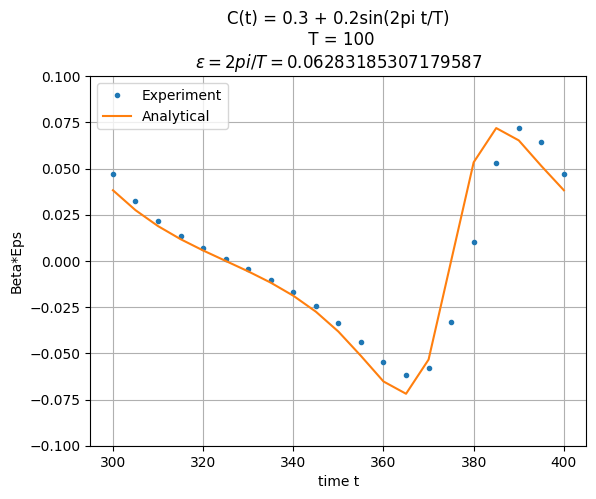 C(t) = 0.3 + 0.2sin(2pi t/T)
T = 100
ε = 2pi/T = 0.06283185307179587
Experiment
Analytical
0.100
0.075
0.050
0.025
0.000
−0.025
−0.050
−0.075
−0.100
Beta*Eps
300
320
340
360
380
400
time t